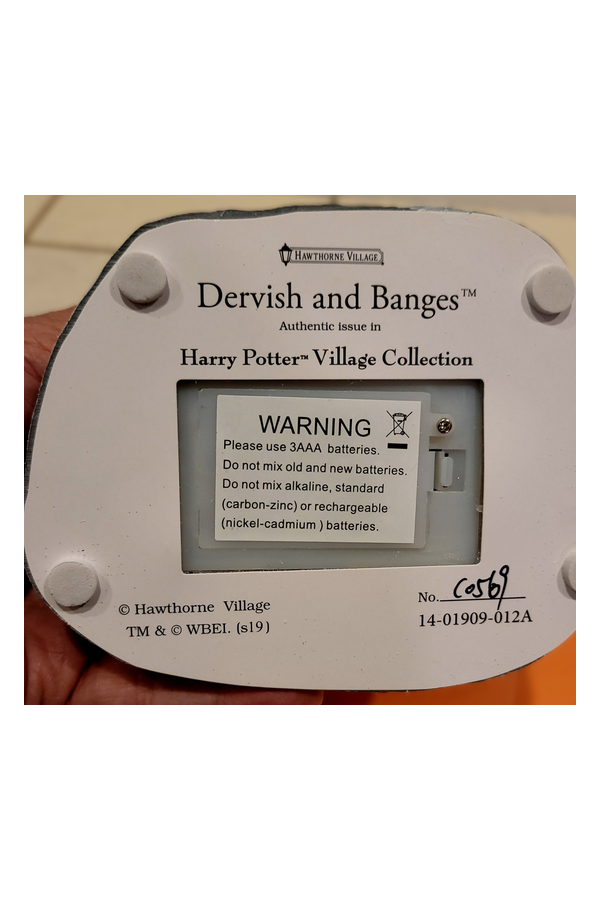 HAWTHORNE VILLAGE
Dervish and Banges™
Authentic issue in
Harry Potter™ Village Collection
WARNING
Please use 3AAA batteries.
Do not mix old and new batteries.
Do not mix alkaline, standard
(carbon-zinc) or rechargeable
(nickel-cadmium ) batteries.
No. C0569
14-01909-012A
© Hawthorne Village
TM & © WBEI. (s19)